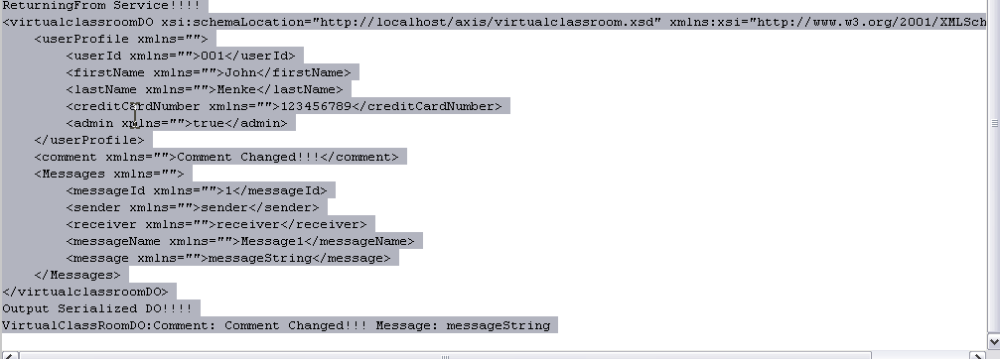 ReturningFrom Service!!!!
<virtualclassroomDO xsi:schemaLocation="http://localhost/axis/virtualclassroom.xsd" xmlns:xsi="http://www.w3.org/2001/XMLSch
<userProfile xmlns="">
<userId xmlns="">001</userId>
<firstName xmlns="">John</firstName>
<lastName xmlns="">Menke</lastName>
<creditCardNumber xmlns="">123456789</creditCardNumber>
<admin xmlns="">true</admin>
</userProfile>
<comment xmlns="">Comment Changed!!!</comment>
<Messages xmlns="">
<messageId xmlns="">1</messageId>
<sender xmlns="">sender</sender>
<receiver xmlns="">receiver</receiver>
<messageName xmlns="">Message1</messageName>
<message xmlns="">messageString</message>
</Messages>
</virtualclassroomDO>
Output Serialized DO!!!!
VirtualClassRoomDO:Comment: Comment Changed!!! Message: messageString